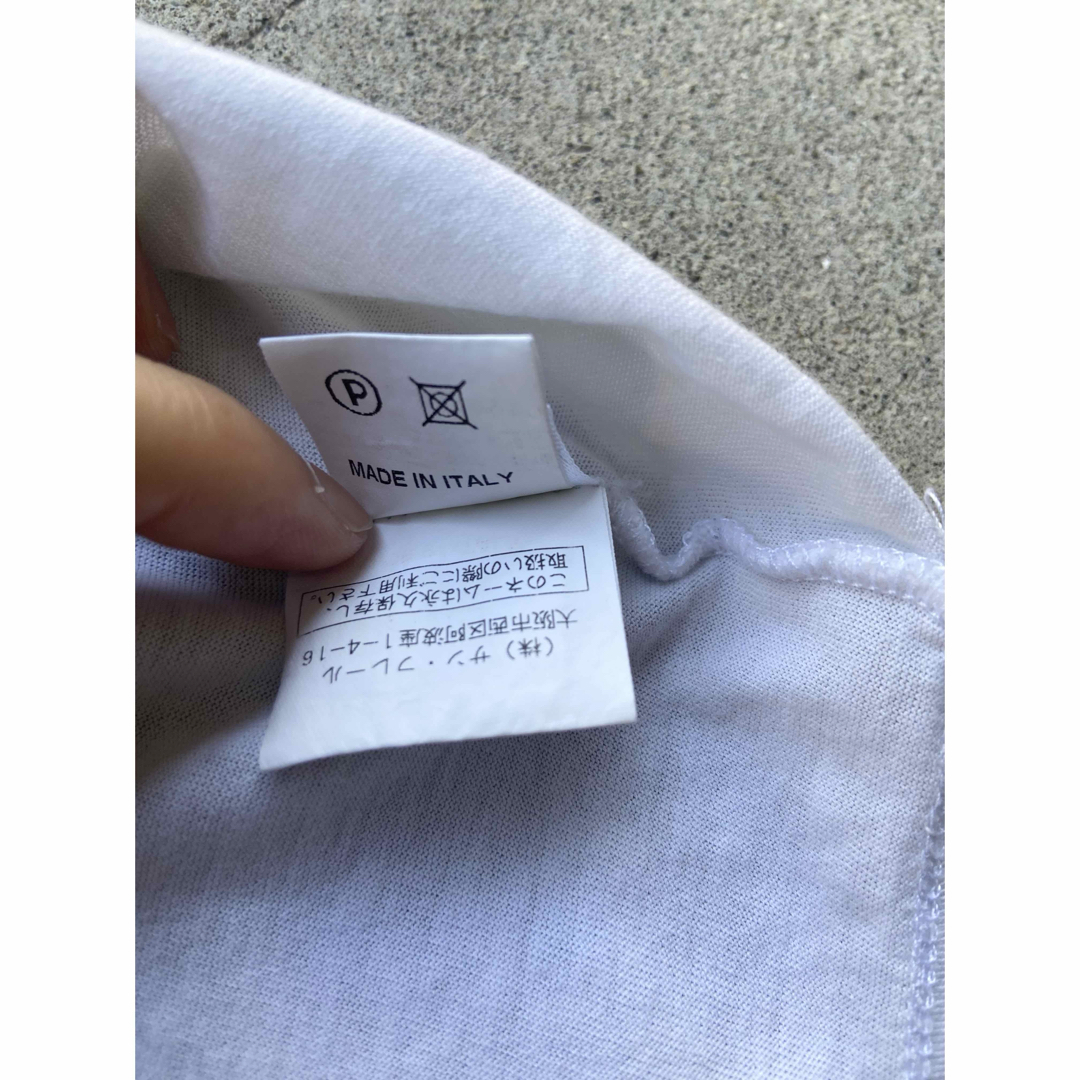 P
MADE IN ITALY
(株) サン・フレール
大阪市西区阿波座1-4-16
このネームは永久保存し、
取扱いの際にご利用下さい。